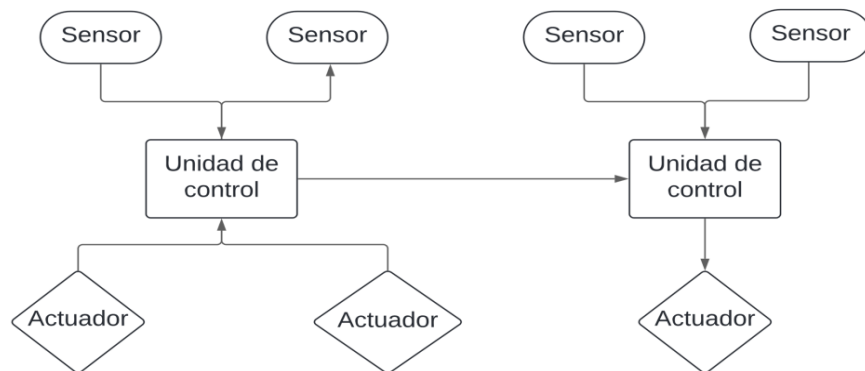 Sensor
Sensor
Sensor
Sensor
Unidad de
control
Unidad de
control
Actuador
Actuador
Actuador